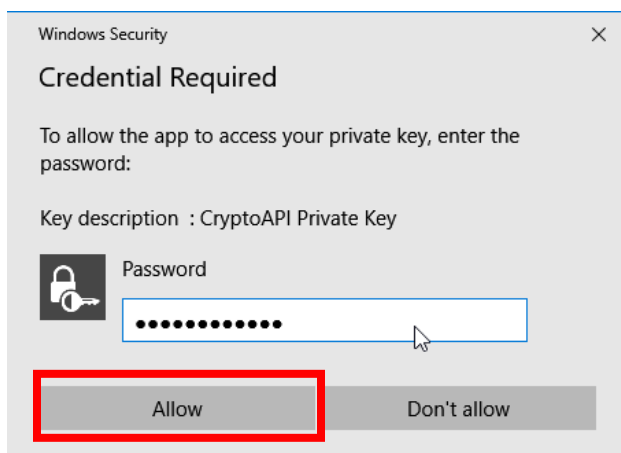 Windows Security
Credential Required
To allow the app to access your private key, enter the
password:
Key description : CryptoAPI Private Key
Password
●●●●●●●●●●●●
Allow
Don't allow